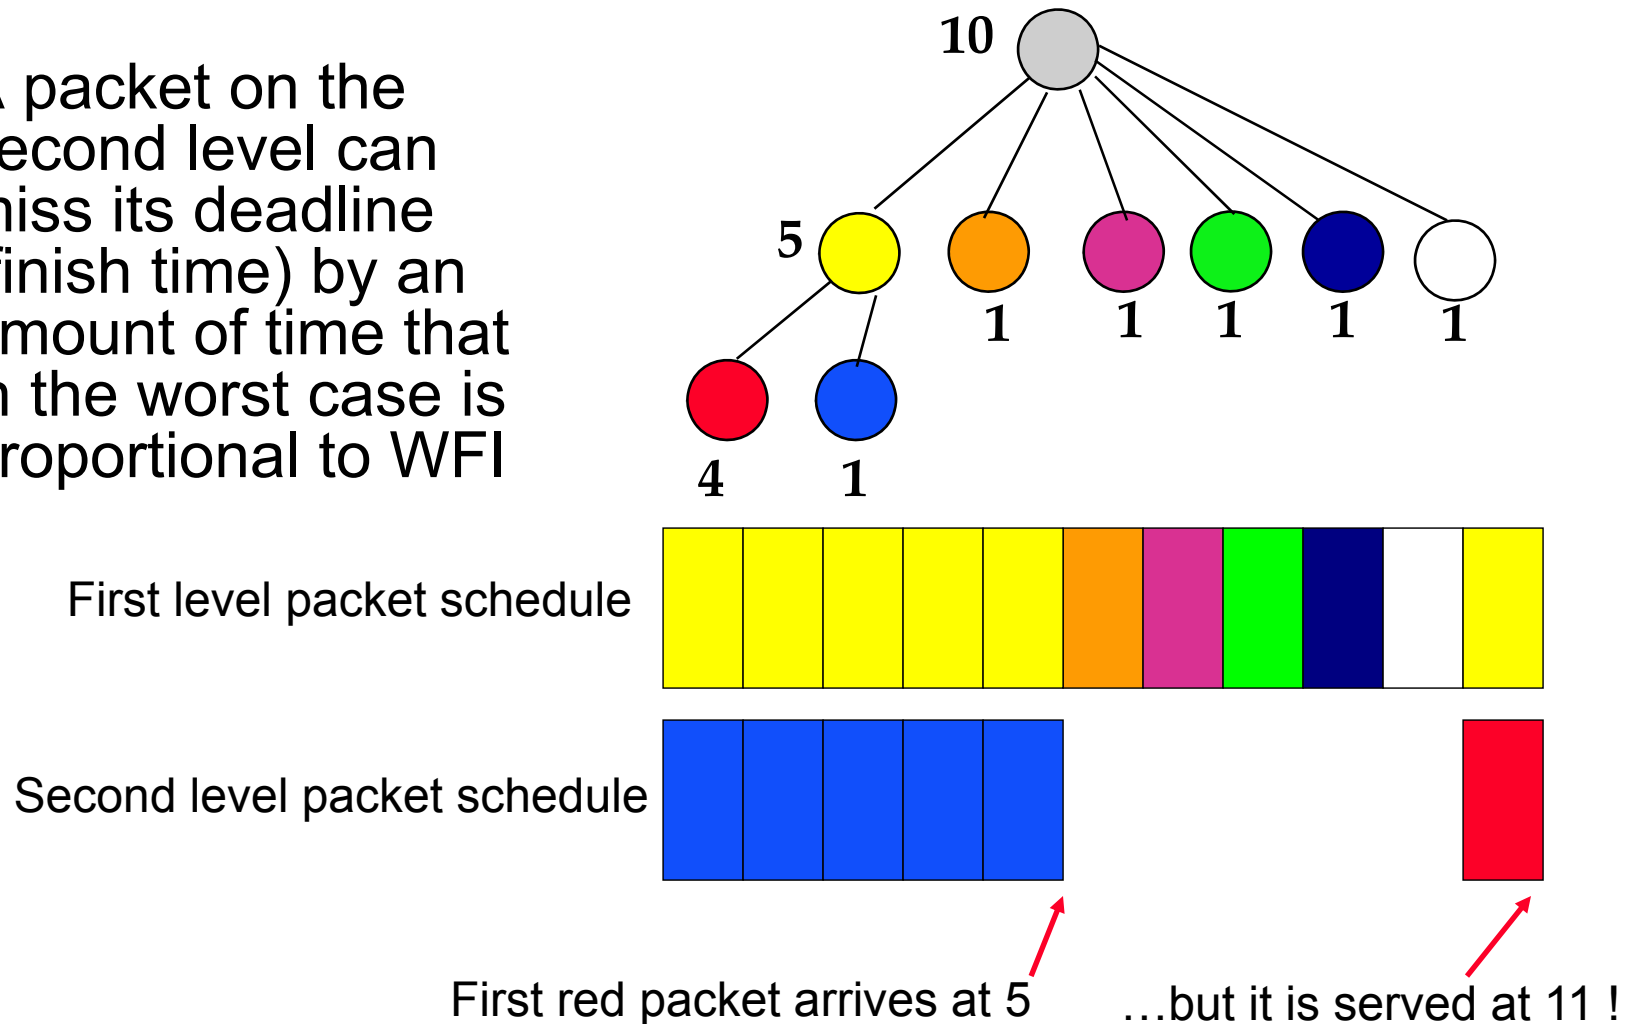 packet on the
econd level can
iss its deadline
finish time) by an
mount of time that
the worst case is
roportional to WFI
10
5
1
1
1
1
1
4
1
First level packet schedule
Second level packet schedule
First red packet arrives at 5
…but it is served at 11 !